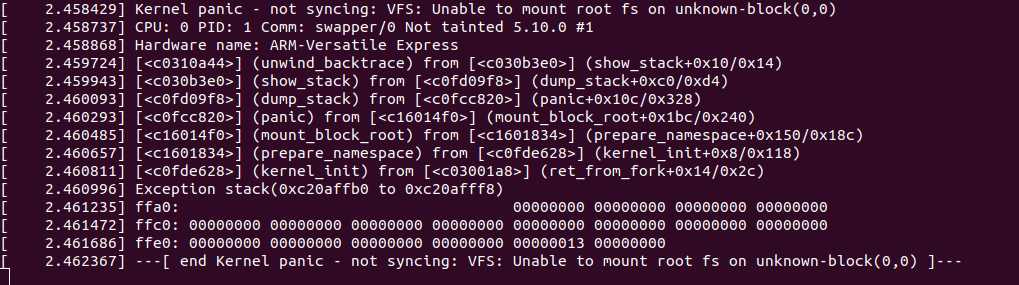 [    2.458429] Kernel panic - not syncing: VFS: Unable to mount root fs on unknown-block(0,0)
[    2.458737] CPU: 0 PID: 1 Comm: swapper/0 Not tainted 5.10.0 #1
[    2.458868] Hardware name: ARM-Versatile Express
[    2.459724] [<c0310a44>] (unwind_backtrace) from [<c030b3e0>] (show_stack+0x10/0x14)
[    2.459943] [<c030b3e0>] (show_stack) from [<c0fd09f8>] (dump_stack+0xc0/0xd4)
[    2.460093] [<c0fd09f8>] (dump_stack) from [<c0fcc820>] (panic+0x10c/0x328)
[    2.460293] [<c0fcc820>] (panic) from [<c16014f0>] (mount_block_root+0x1bc/0x240)
[    2.460485] [<c16014f0>] (mount_block_root) from [<c1601834>] (prepare_namespace+0x150/0x18c)
[    2.460657] [<c1601834>] (prepare_namespace) from [<c0fde628>] (kernel_init+0x8/0x118)
[    2.460811] [<c0fde628>] (kernel_init) from [<c03001a8>] (ret_from_fork+0x14/0x2c)
[    2.460996] Exception stack(0xc20affb0 to 0xc20afff8)
[    2.461235] ffa0:                                     00000000 00000000 00000000 00000000
[    2.461472] ffc0: 00000000 00000000 00000000 00000000 00000000 00000000 00000000 00000000
[    2.461686] ffe0: 00000000 00000000 00000000 00000000 00000013 00000000
[    2.462367] ---[ end Kernel panic - not syncing: VFS: Unable to mount root fs on unknown-block(0,0) ]---